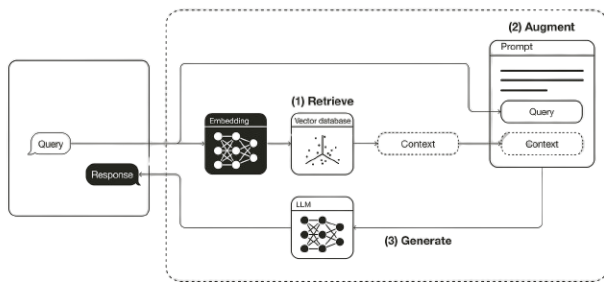 (2) Augment
Prompt
Query
Context
(1) Retrieve
Embedding
Vector database
Context
Query
Response
LLM
(3) Generate